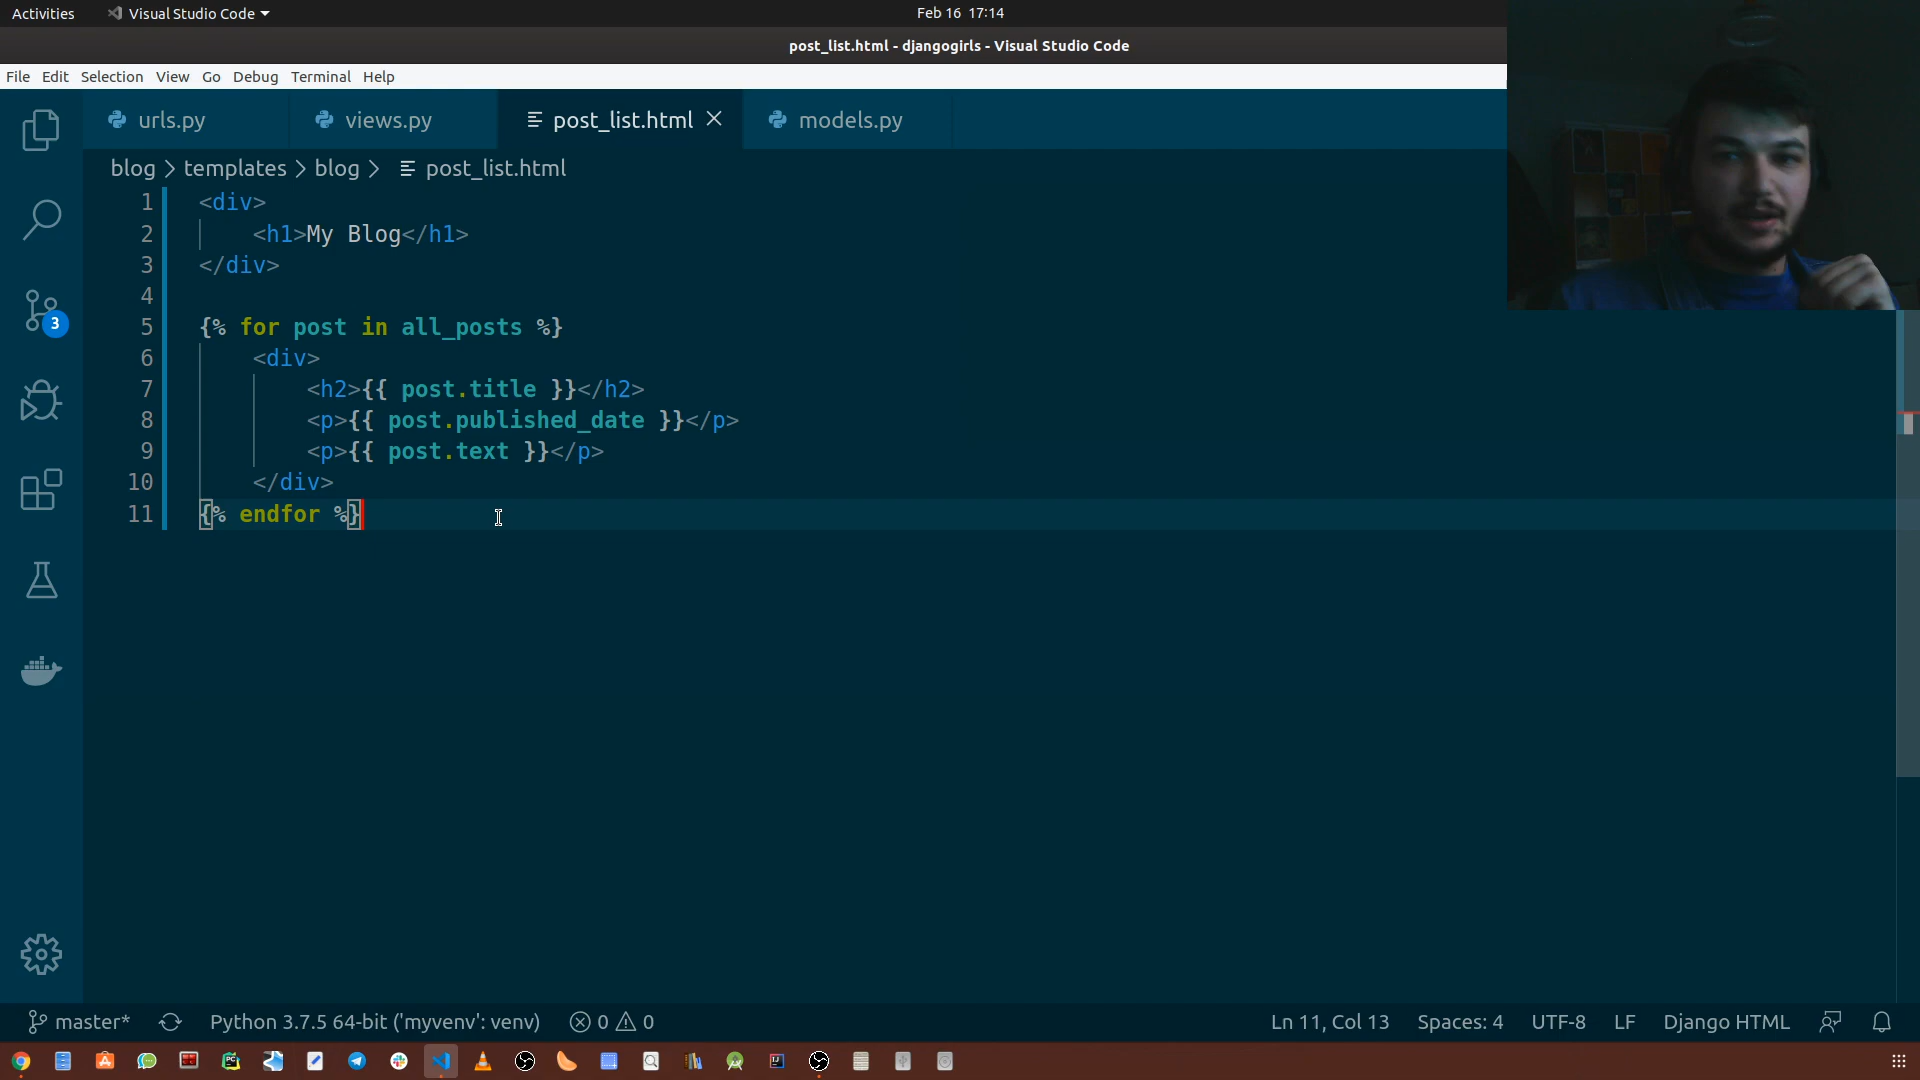 Activities Visual Studio Code Feb 16 17:14
post_list.html - djangogirls - Visual Studio Code
File Edit Selection View Go Debug Terminal Help
urls.py views.py post_list.html models.py
blog > templates > blog > post_list.html
1 <div>
2 <h1>My Blog</h1>
3 </div>
4
5 {% for post in all_posts %}
6 <div>
7 <h2>{{ post.title }}</h2>
8 <p>{{ post.published_date }}</p>
9 <p>{{ post.text }}</p>
10 </div>
11 {% endfor %}
3
master* Python 3.7.5 64-bit ('myvenv': venv) 0 0 Ln 11, Col 13 Spaces: 4 UTF-8 LF Django HTML